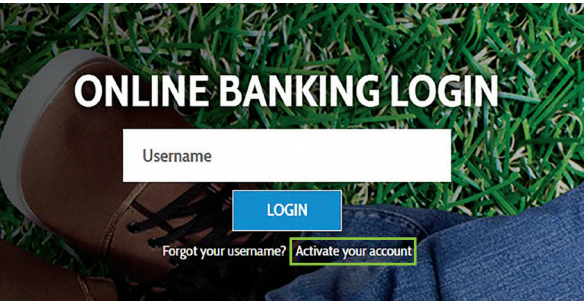 ONLINE BANKING LOGIN
Username
LOGIN
Forgot your username? Activate your account